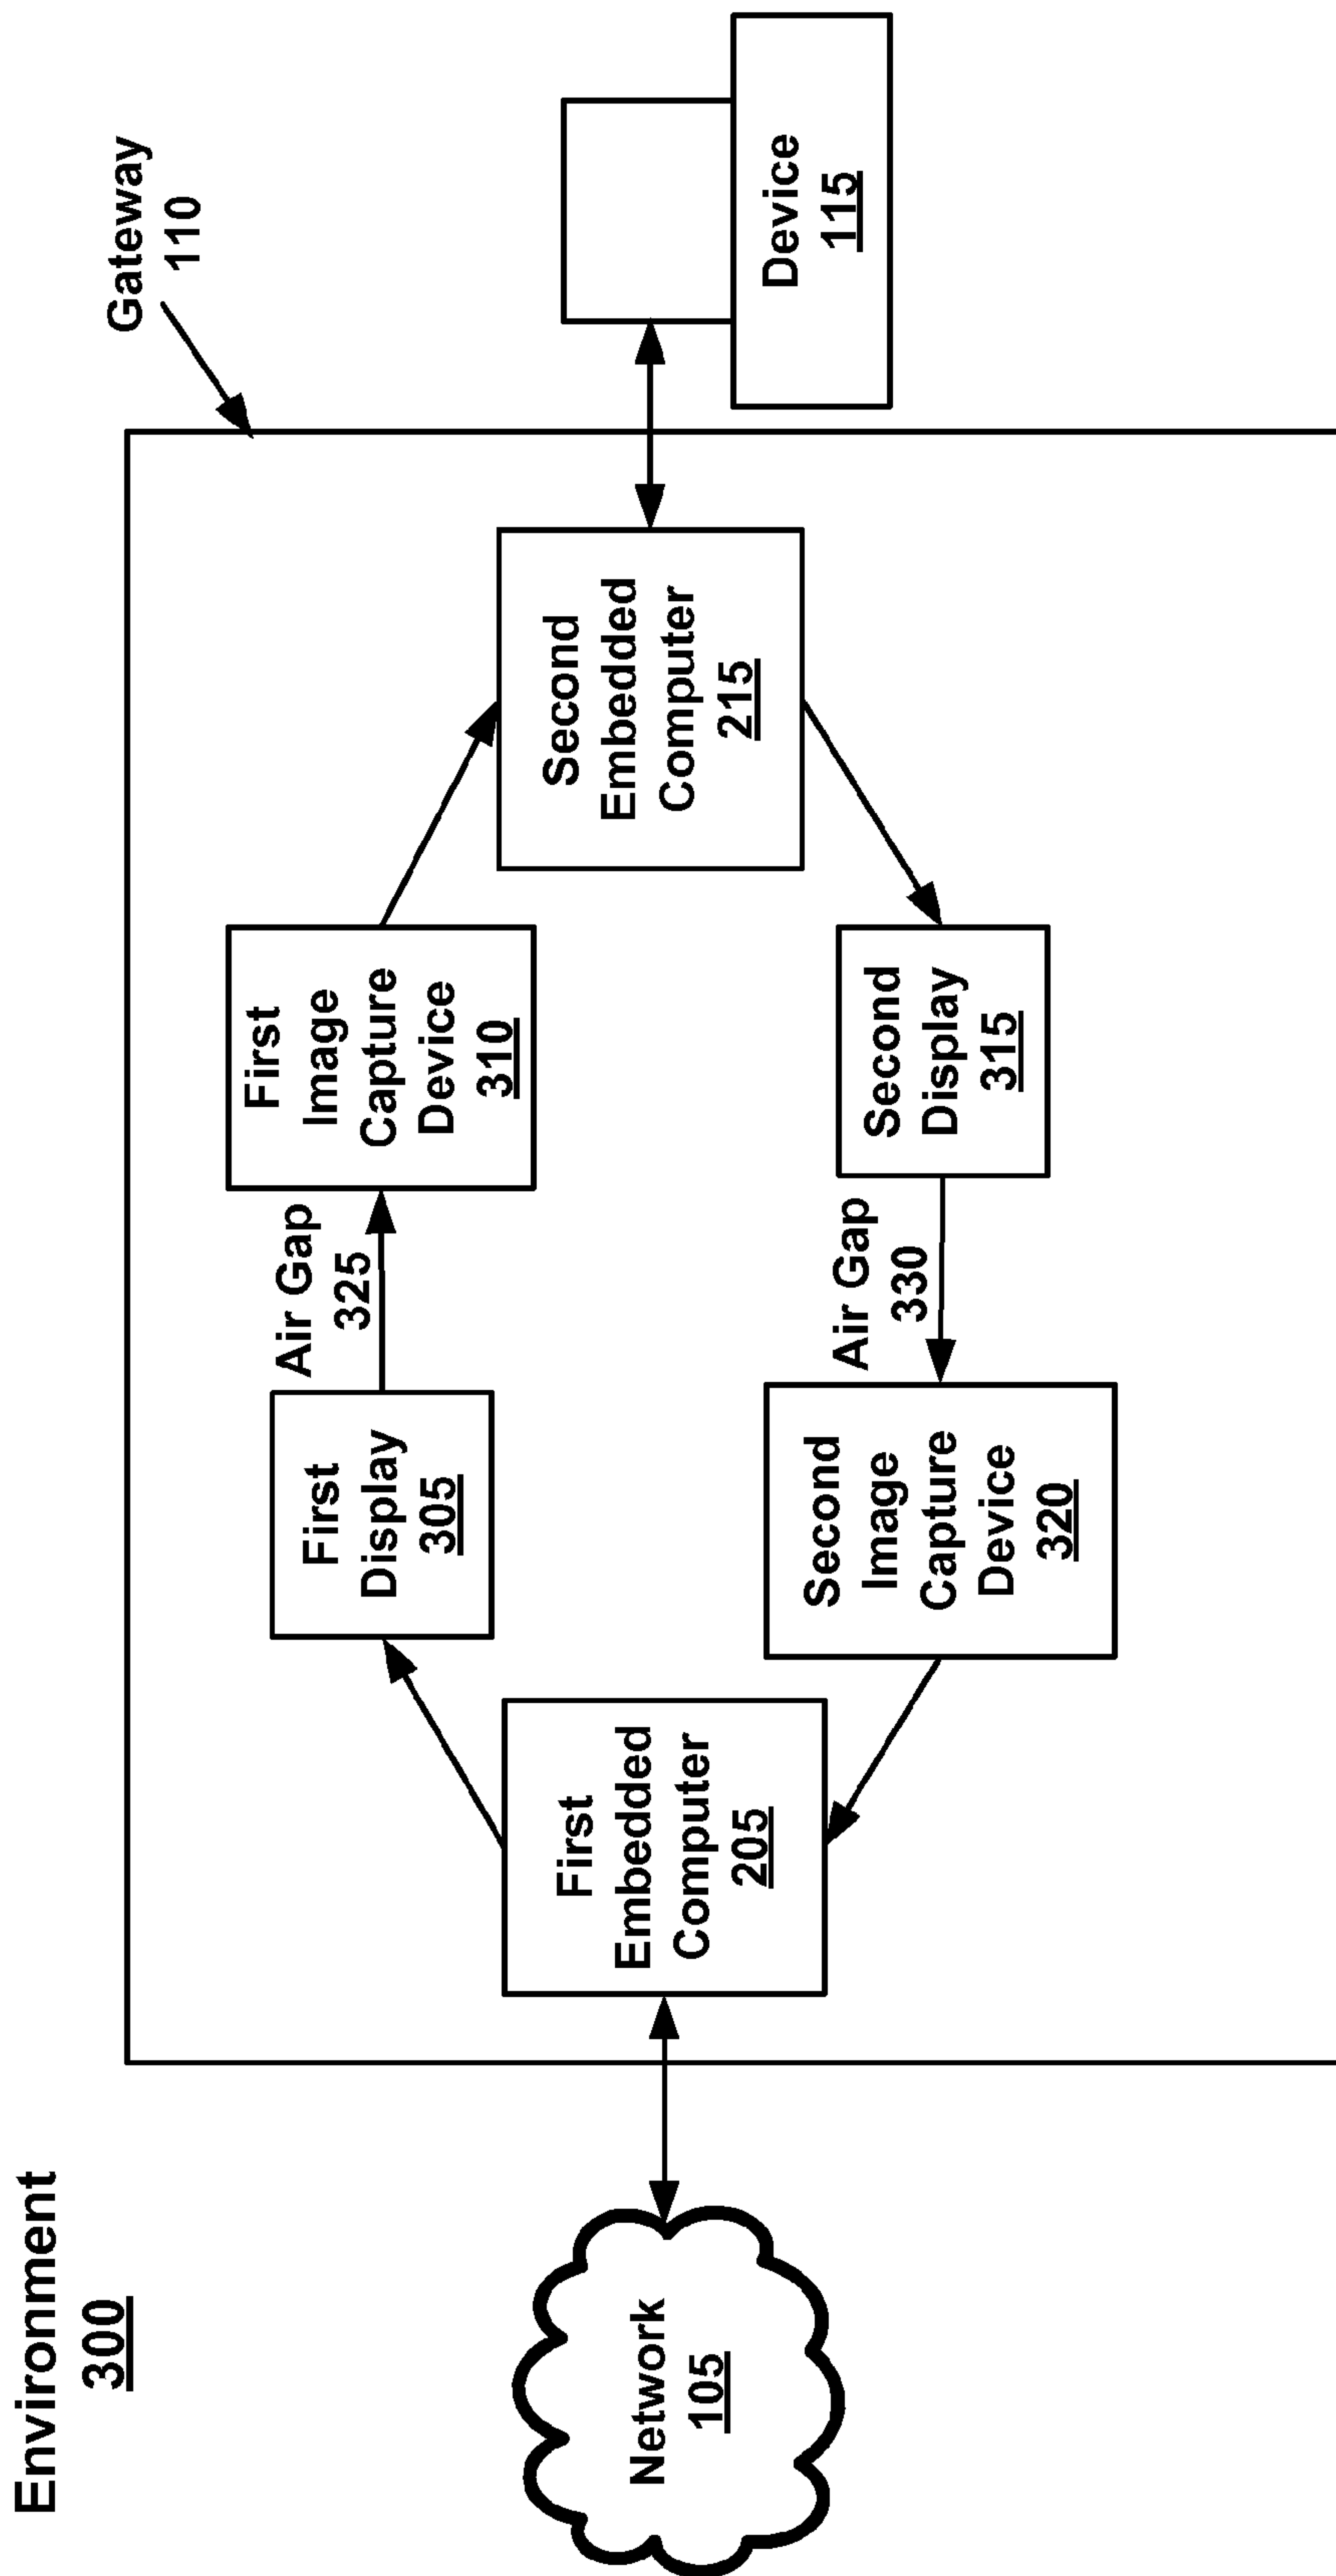 Environment
300
Gateway
110
Network
105
First
Embedded
Computer
205
First
Display
305
Air Gap
325
First
Image
Capture
Device
310
Second
Embedded
Computer
215
Device
115
Second
Display
315
Air Gap
330
Second
Image
Capture
Device
320